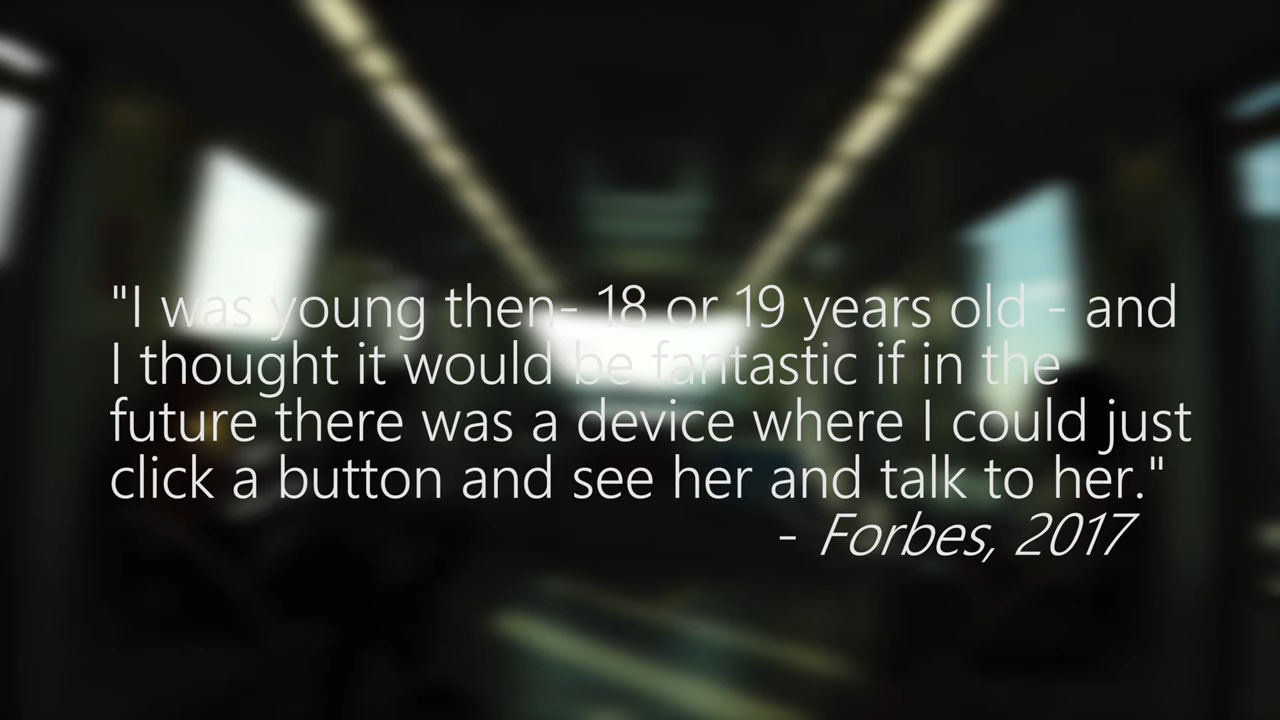 "I was young then- 18 or 19 years old - and
I thought it would be fantastic if in the
future there was a device where I could just
click a button and see her and talk to her."
- Forbes, 2017